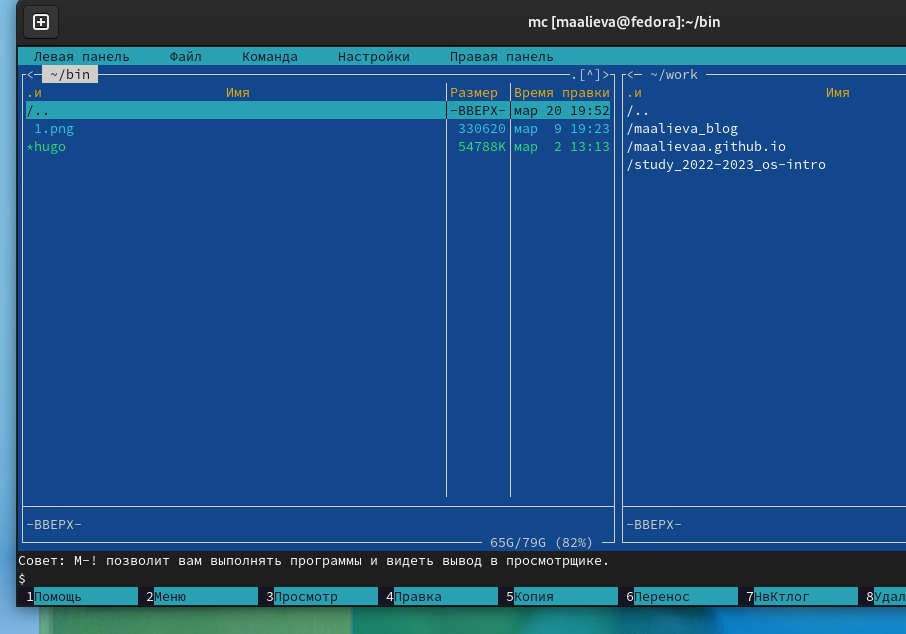 mc [maalieva@fedora]:~/bin
Левая панель Файл Команда Настройки Правая панель
<─ ~/bin .[^]> <─ ~/work
.и Имя Размер Время правки .и Имя
/.. -ВВЕРХ- мар 20 19:52 /..
1.png 330620 мар 9 19:23 /maalieva_blog
*hugo 54788K мар 2 13:13 /maalievaa.github.io
/study_2022-2023_os-intro
-ВВЕРХ- -ВВЕРХ-
65G/79G (82%)
Совет: M-! позволит вам выполнять программы и видеть вывод в просмотрщике.
$
1Помощь 2Меню 3Просмотр 4Правка 5Копия 6Перенос 7НвКтлог 8Удал